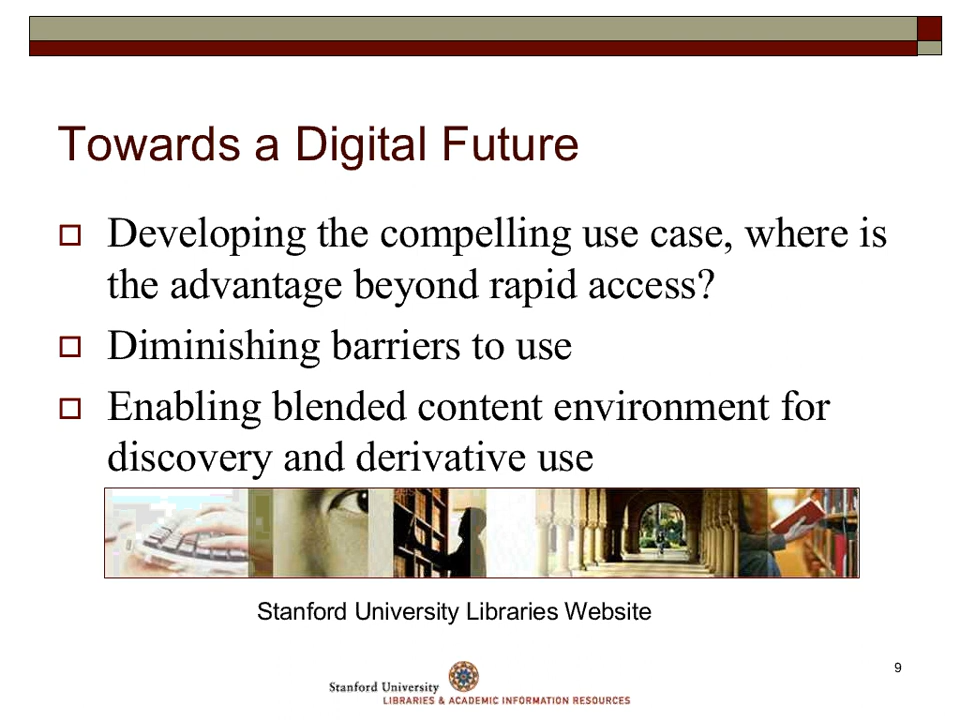 Towards a Digital Future
Developing the compelling use case, where is
the advantage beyond rapid access?
Diminishing barriers to use
Enabling blended content environment for
discovery and derivative use
Stanford University Libraries Website
9
Stanford University
LIBRARIES & ACADEMIC INFORMATION RESOURCES